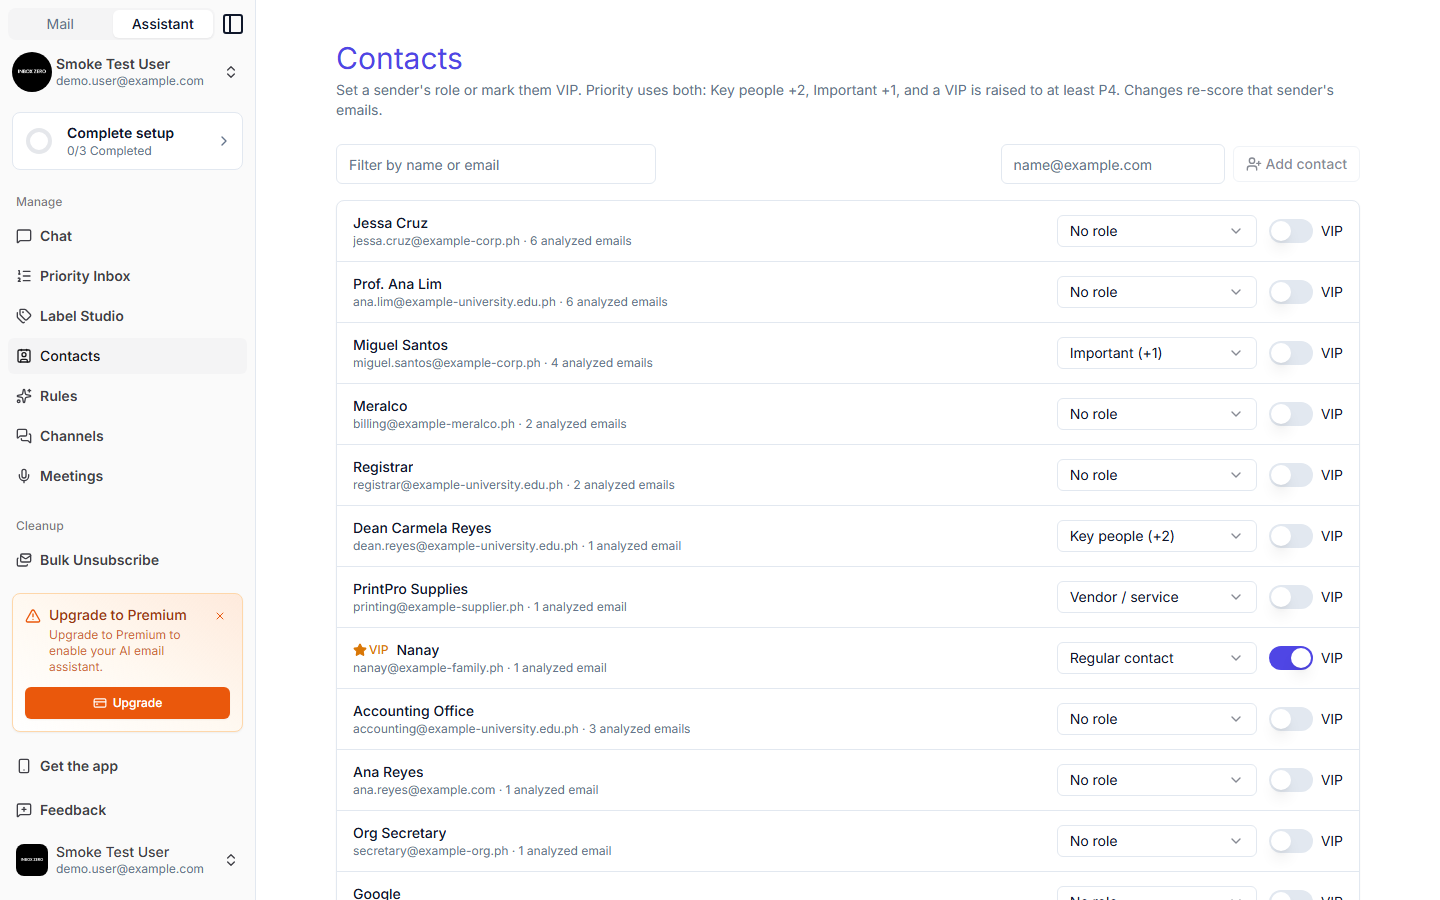 Mail
Assistant
INBOX ZERO
Smoke Test User
demo.user@example.com
Complete setup
0/3 Completed
Manage
Chat
Priority Inbox
Label Studio
Contacts
Rules
Channels
Meetings
Cleanup
Bulk Unsubscribe
Upgrade to Premium
Upgrade to Premium to
enable your AI email
assistant.
Upgrade
Get the app
Feedback
INBOX ZERO
Smoke Test User
demo.user@example.com
Contacts
Set a sender's role or mark them VIP. Priority uses both: Key people +2, Important +1, and a VIP is raised to at least P4. Changes re-score that sender's
emails.
Filter by name or email
name@example.com
Add contact
Jessa Cruz
jessa.cruz@example-corp.ph · 6 analyzed emails
No role
VIP
Prof. Ana Lim
ana.lim@example-university.edu.ph · 6 analyzed emails
No role
VIP
Miguel Santos
miguel.santos@example-corp.ph · 4 analyzed emails
Important (+1)
VIP
Meralco
billing@example-meralco.ph · 2 analyzed emails
No role
VIP
Registrar
registrar@example-university.edu.ph · 2 analyzed emails
No role
VIP
Dean Carmela Reyes
dean.reyes@example-university.edu.ph · 1 analyzed email
Key people (+2)
VIP
PrintPro Supplies
printing@example-supplier.ph · 1 analyzed email
Vendor / service
VIP
VIP Nanay
nanay@example-family.ph · 1 analyzed email
Regular contact
VIP
Accounting Office
accounting@example-university.edu.ph · 3 analyzed emails
No role
VIP
Ana Reyes
ana.reyes@example.com · 1 analyzed email
No role
VIP
Org Secretary
secretary@example-org.ph · 1 analyzed email
No role
VIP
Google
No role
VIP